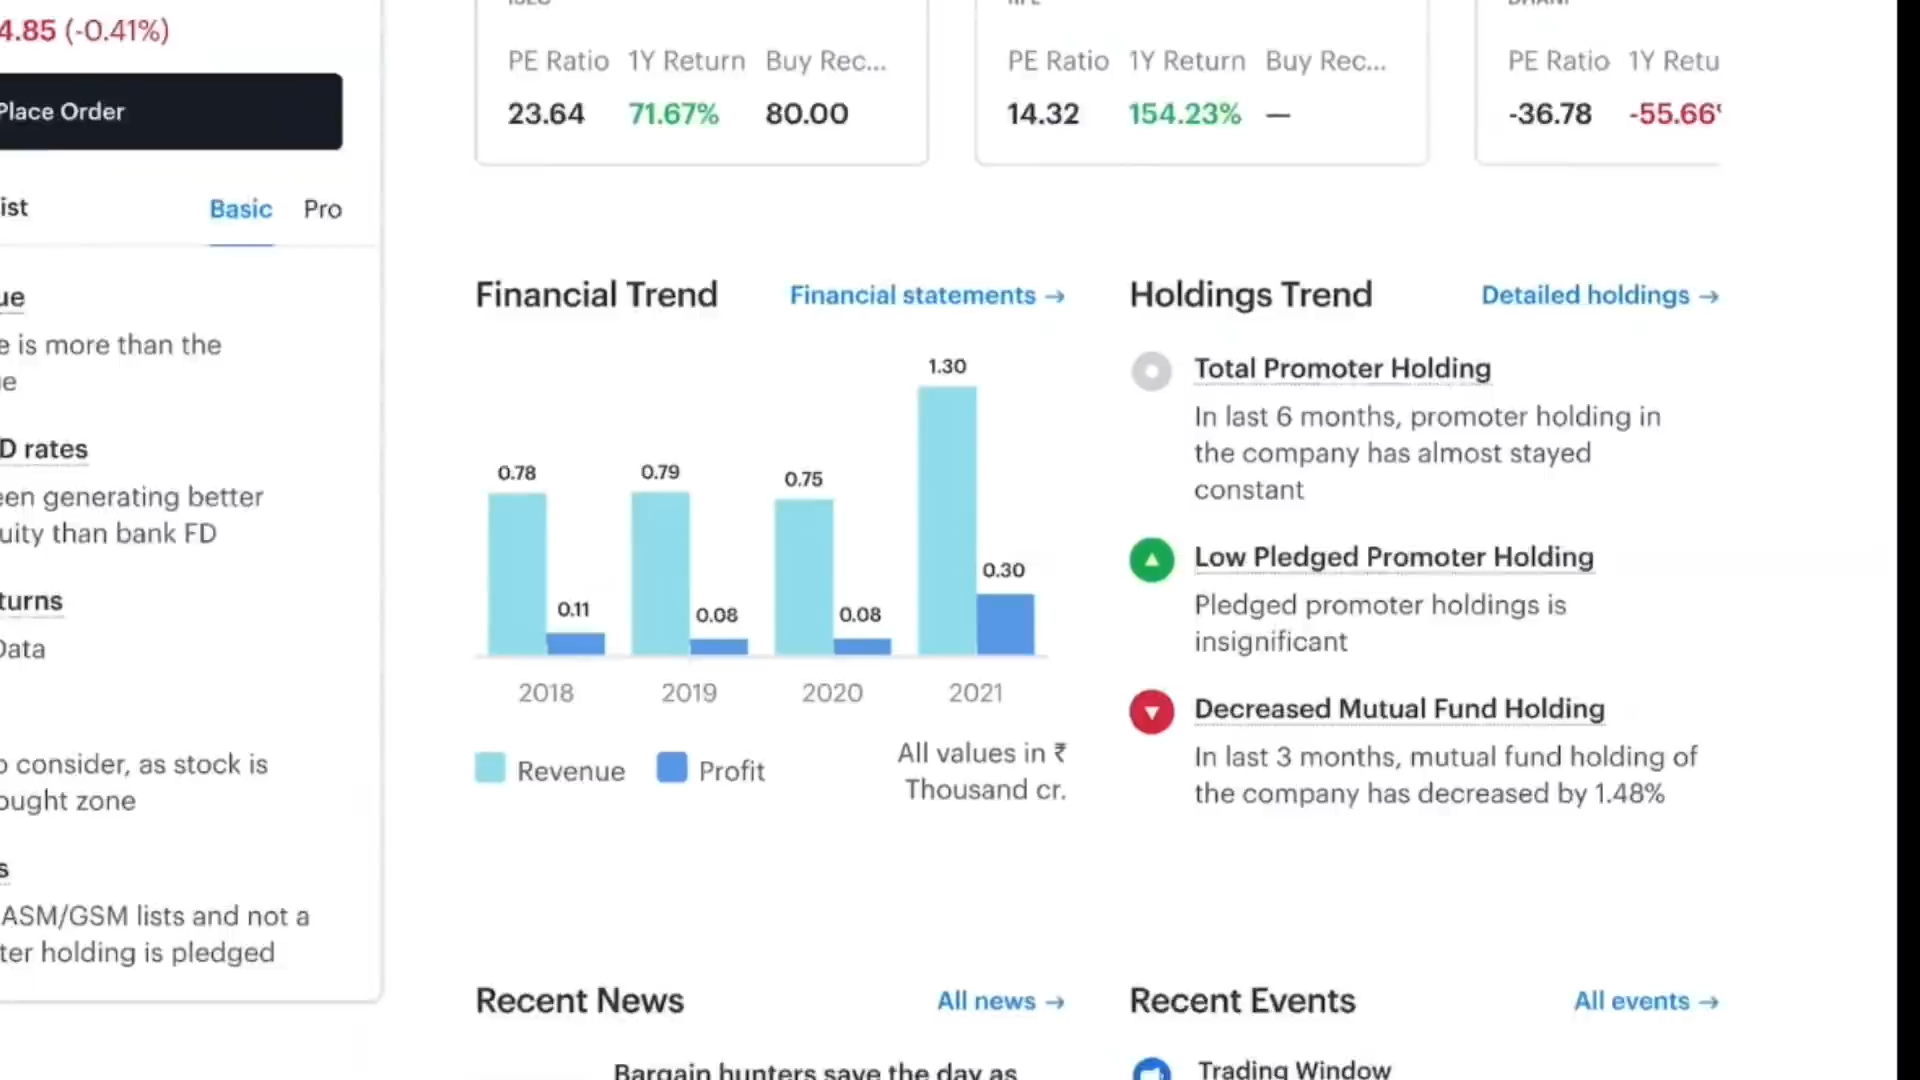 4.85 (-0.41%)
Place Order
ist
Basic
Pro
ue
e is more than the
ue
D rates
een generating better
uity than bank FD
turns
Data
o consider, as stock is
ought zone
s
ASM/GSM lists and not a
ter holding is pledged
PE Ratio 1Y Return Buy Rec...
23.64 71.67% 80.00
PE Ratio 1Y Return Buy Rec...
14.32 154.23% —
PE Ratio 1Y Retu
-36.78 -55.66
Financial Trend
Financial statements →
1.30
0.78
0.79
0.75
0.30
0.11
0.08
0.08
2018 2019 2020 2021
Revenue
Profit
All values in ₹
Thousand cr.
Holdings Trend
Detailed holdings →
Total Promoter Holding
In last 6 months, promoter holding in
the company has almost stayed
constant
Low Pledged Promoter Holding
Pledged promoter holdings is
insignificant
Decreased Mutual Fund Holding
In last 3 months, mutual fund holding of
the company has decreased by 1.48%
Recent News
All news →
Bargain hunters save the day as
Recent Events
All events →
Trading Window